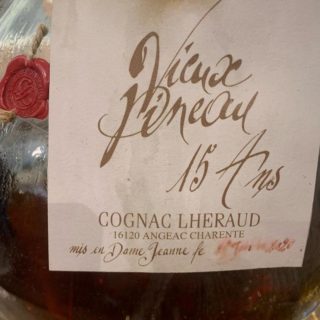 Vieux
Pineau
15 Ans
COGNAC LHERAUD
16120 ANGEAC CHARENTE
mis en Dame Jeanne le